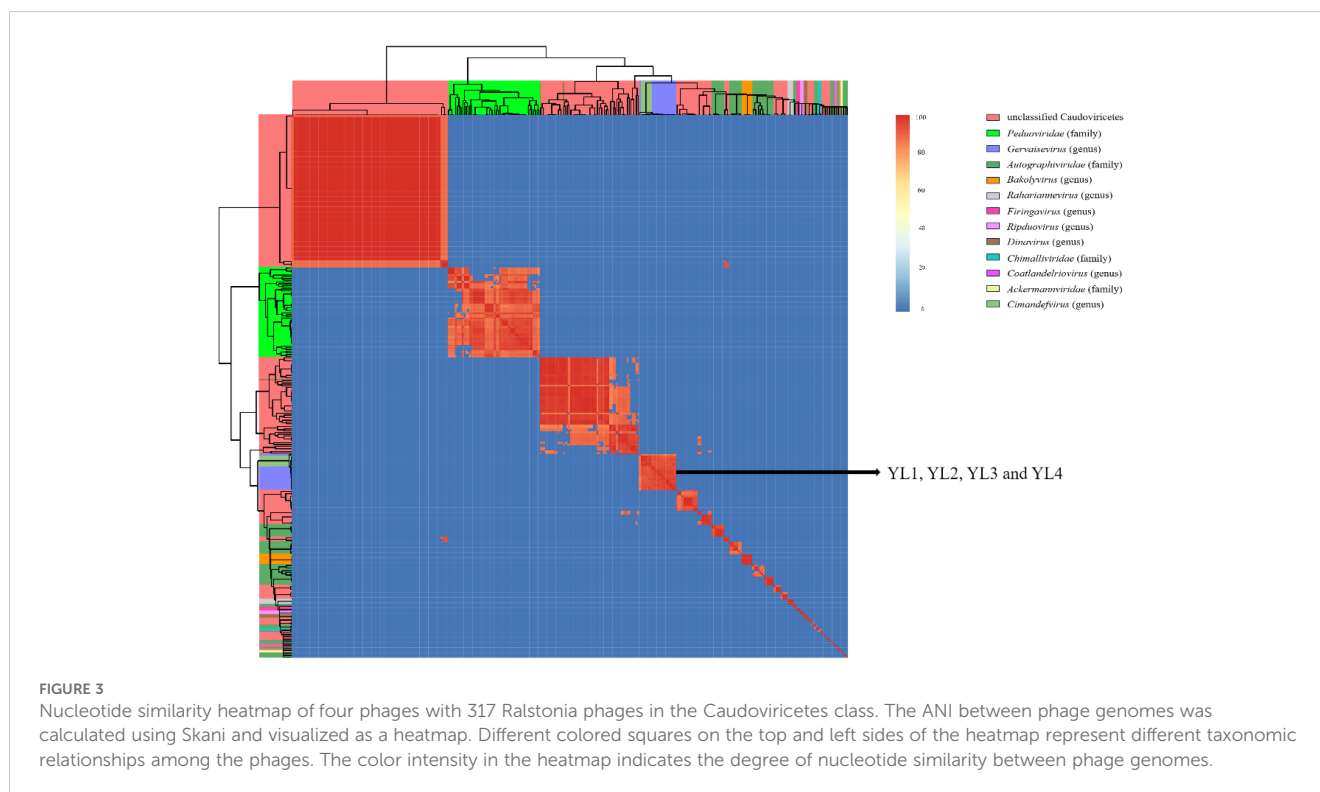 100
80
60
40
20
0
unclassified Caudoviricetes
Peduoviridae (family)
Gervaisevirus (genus)
Autographiviridae (family)
Bakolyvirus (genus)
Rahariannevirus (genus)
Firingavirus (genus)
Ripduovirus (genus)
Dinavirus (genus)
Chimalliviridae (family)
Coatlandelriovirus (genus)
Ackermannviridae (family)
Cimandefvirus (genus)
YL1, YL2, YL3 and YL4
FIGURE 3
Nucleotide similarity heatmap of four phages with 317 Ralstonia phages in the Caudoviricetes class. The ANI between phage genomes was
calculated using Skani and visualized as a heatmap. Different colored squares on the top and left sides of the heatmap represent different taxonomic
relationships among the phages. The color intensity in the heatmap indicates the degree of nucleotide similarity between phage genomes.